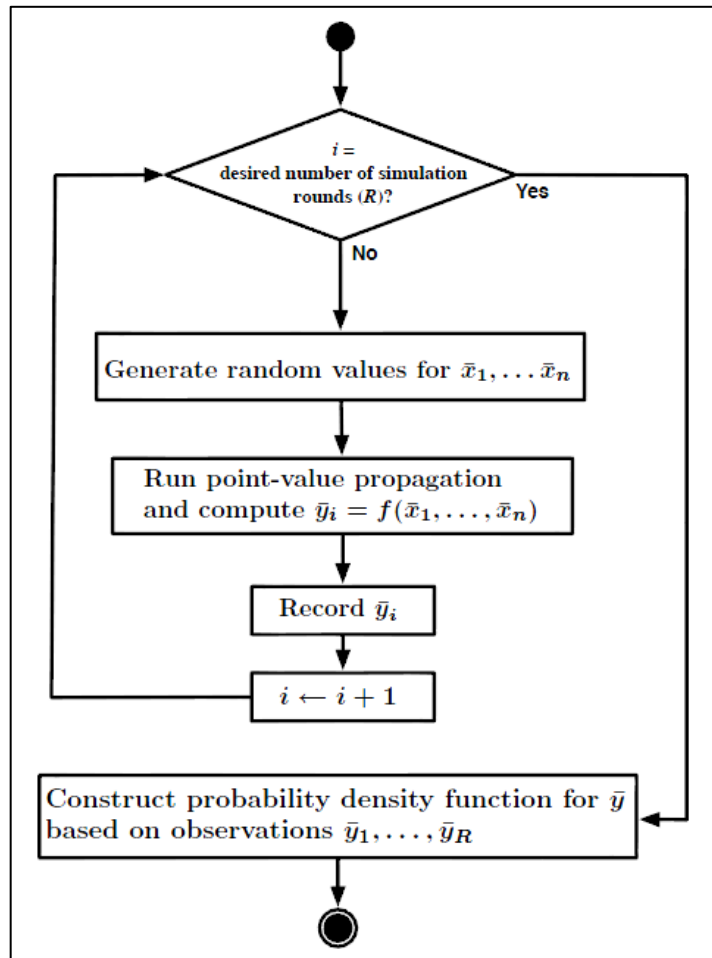 i =
desired number of simulation
rounds (R)?
Yes
No
Generate random values for x̄₁, … x̄ₙ
Run point-value propagation
and compute ȳᵢ = f(x̄₁, …, x̄ₙ)
Record ȳᵢ
i ← i + 1
Construct probability density function for ȳ
based on observations ȳ₁, …, ȳ_R